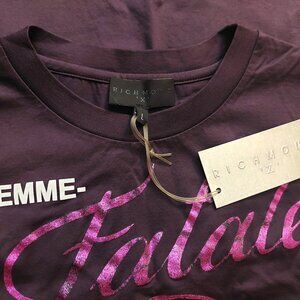 RICHMON
'X'
L
RICHMO
'X'
EMME-
Fatale